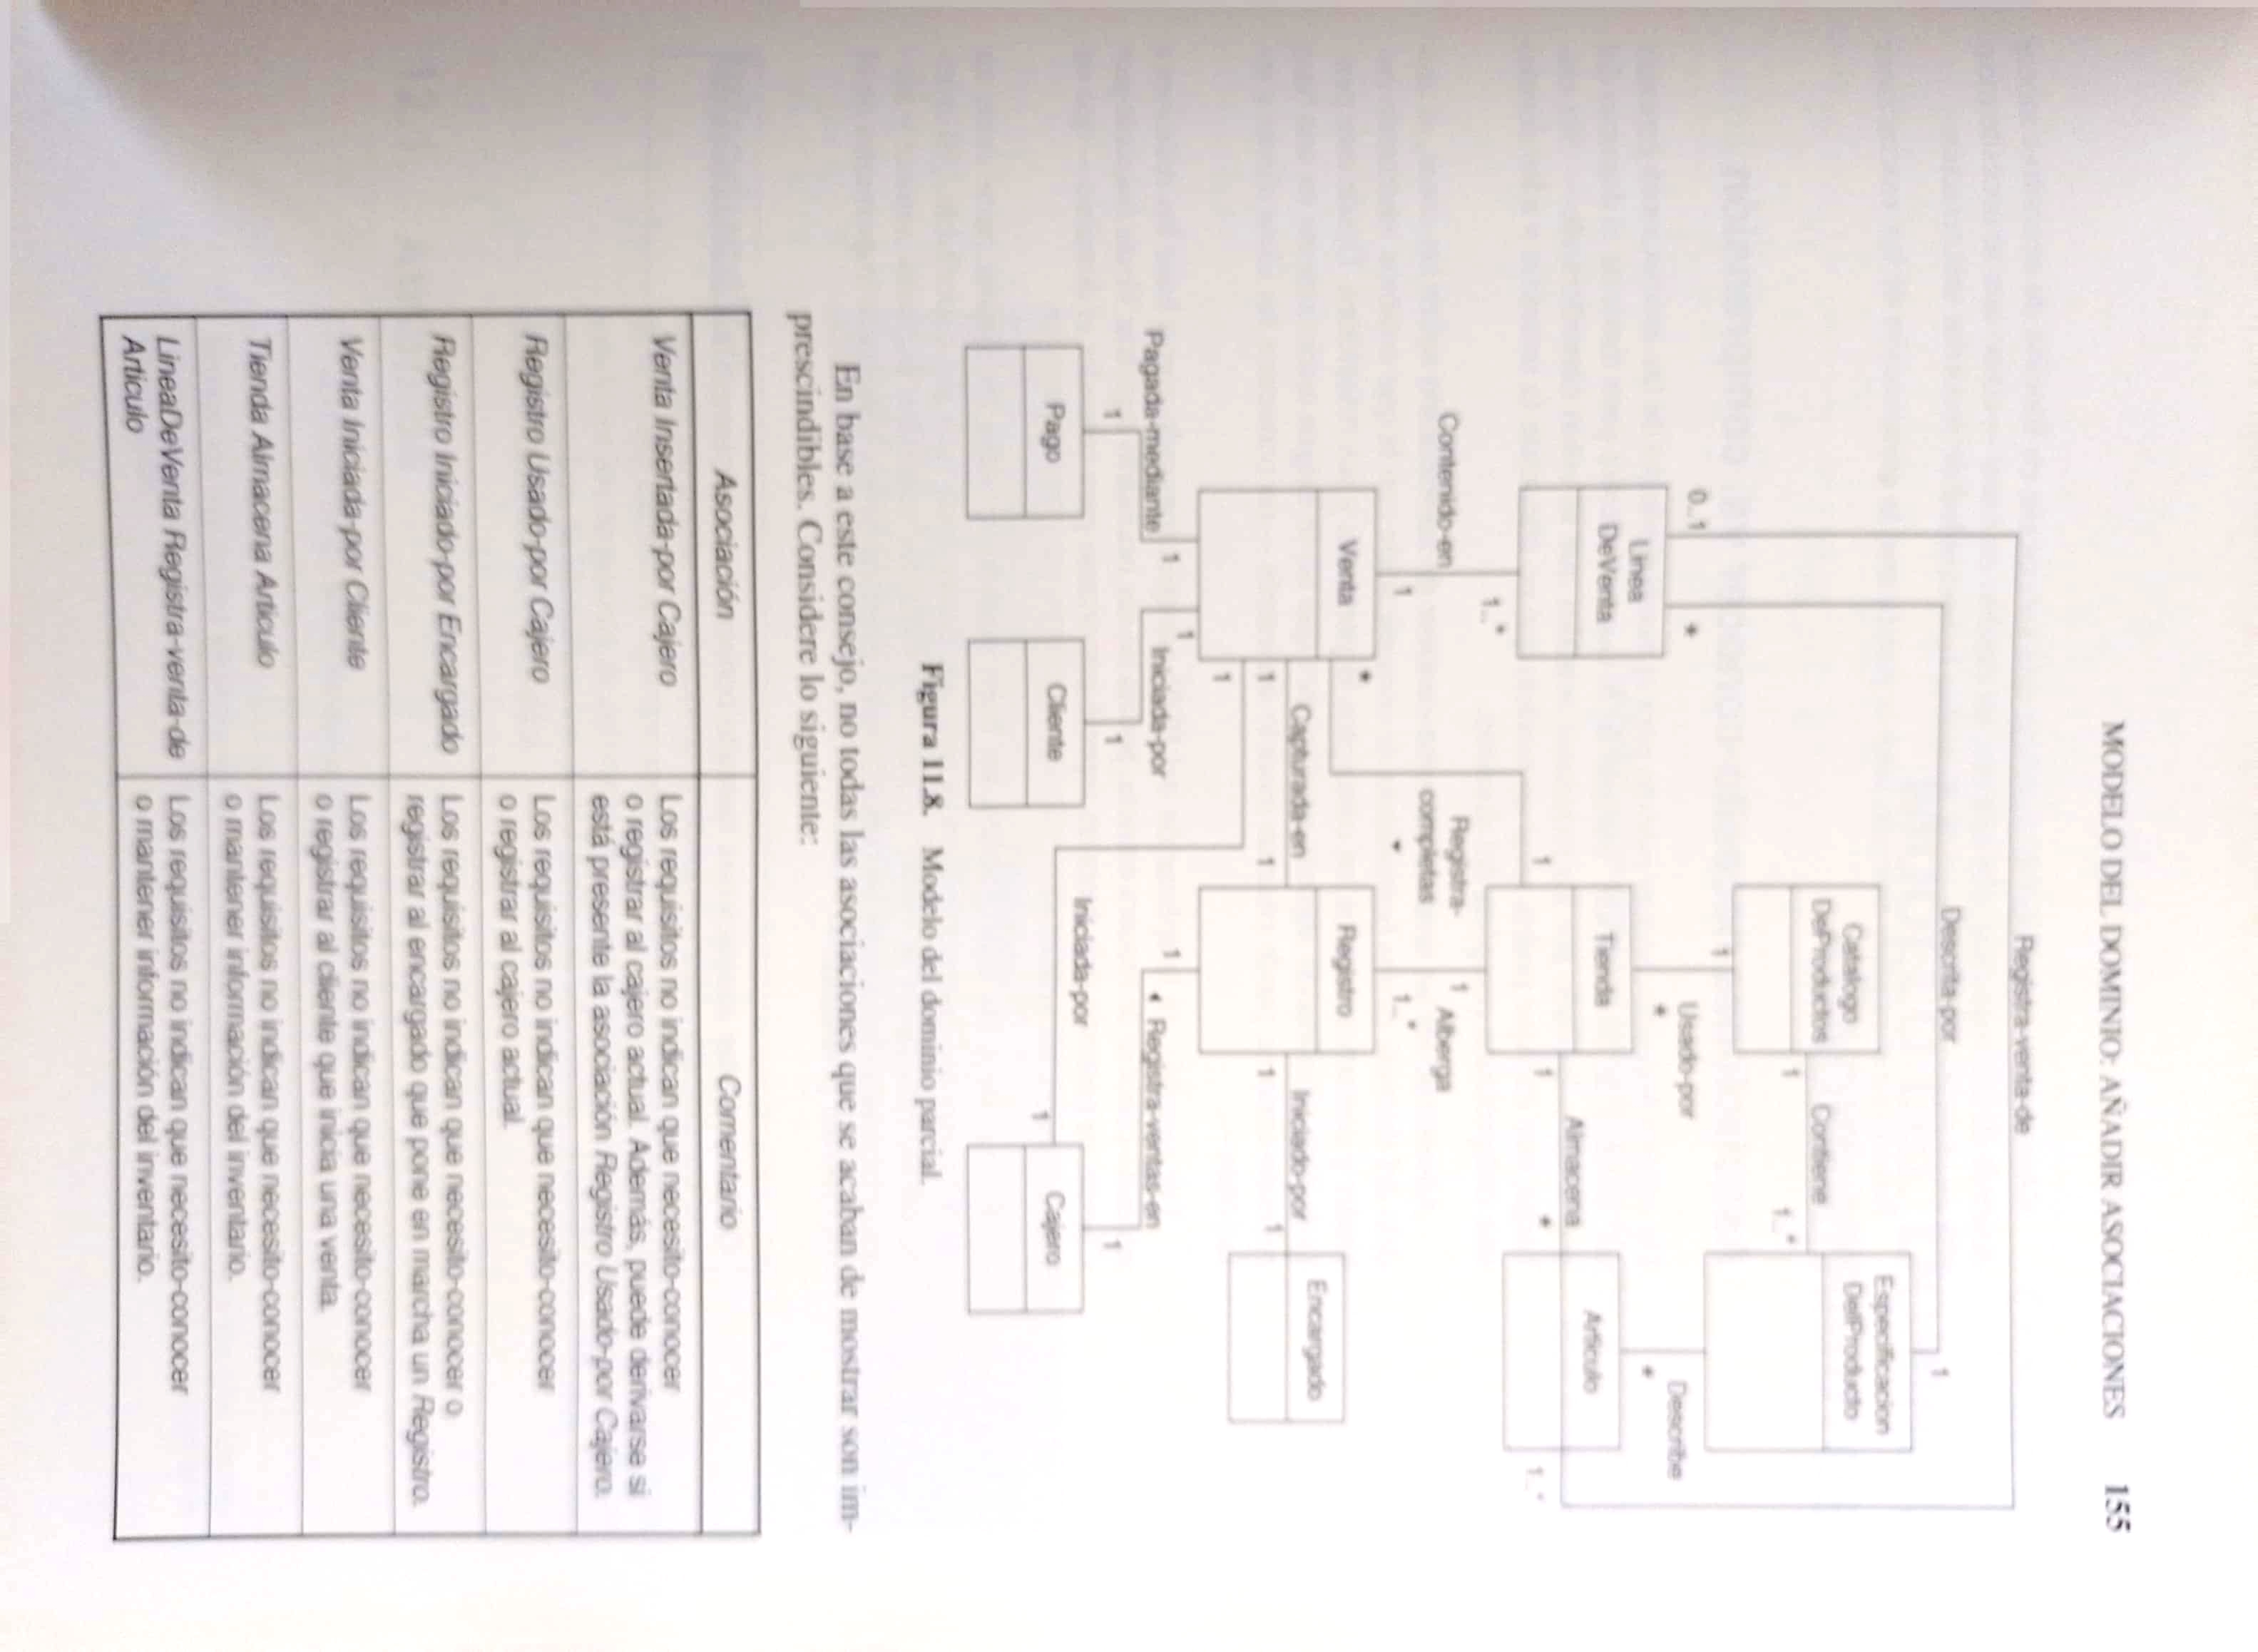 MODELO DEL DOMINIO: AÑADIR ASOCIACIONES 155
Registra-venta-de
Descrita-por
Catalogo
DeProductos
1
Contiene
1..*
Especificacion
DelProducto
1
0..1
*
1
Usado-por
*
Describe
*
Linea
DeVenta
Tienda
1
1
Almacena
*
Articulo
1..*
1..*
Contenido-en
1
Registra-
completas
1
Alberga
1..*
*
Venta
Capturada-en
1
1
Registro
Iniciado-por
1
1
Encargado
1
1
1
Pagada-mediante
Iniciada-por
1
Registra-ventas-en
1
1
1
Iniciada-por
1
Pago
Cliente
Cajero
Figura 11.8. Modelo del dominio parcial.
En base a este consejo, no todas las asociaciones que se acaban de mostrar son im-
prescindibles. Considere lo siguiente:
Asociación Comentario
Venta Insertada-por Cajero Los requisitos no indican que necesito-conocer
o registrar al cajero actual. Además, puede derivarse si
está presente la asociación Registro Usado-por Cajero.
Registro Usado-por Cajero Los requisitos no indican que necesito-conocer
o registrar al cajero actual.
Registro Iniciado-por Encargado Los requisitos no indican que necesito-conocer o
registrar al encargado que pone en marcha un Registro.
Venta Iniciada-por Cliente Los requisitos no indican que necesito-conocer
o registrar al cliente que inicia una venta.
Tienda Almacena Articulo Los requisitos no indican que necesito-conocer
o mantener información del inventario.
LineaDeVenta Registra-venta-de Los requisitos no indican que necesito-conocer
Articulo o mantener información del inventario.